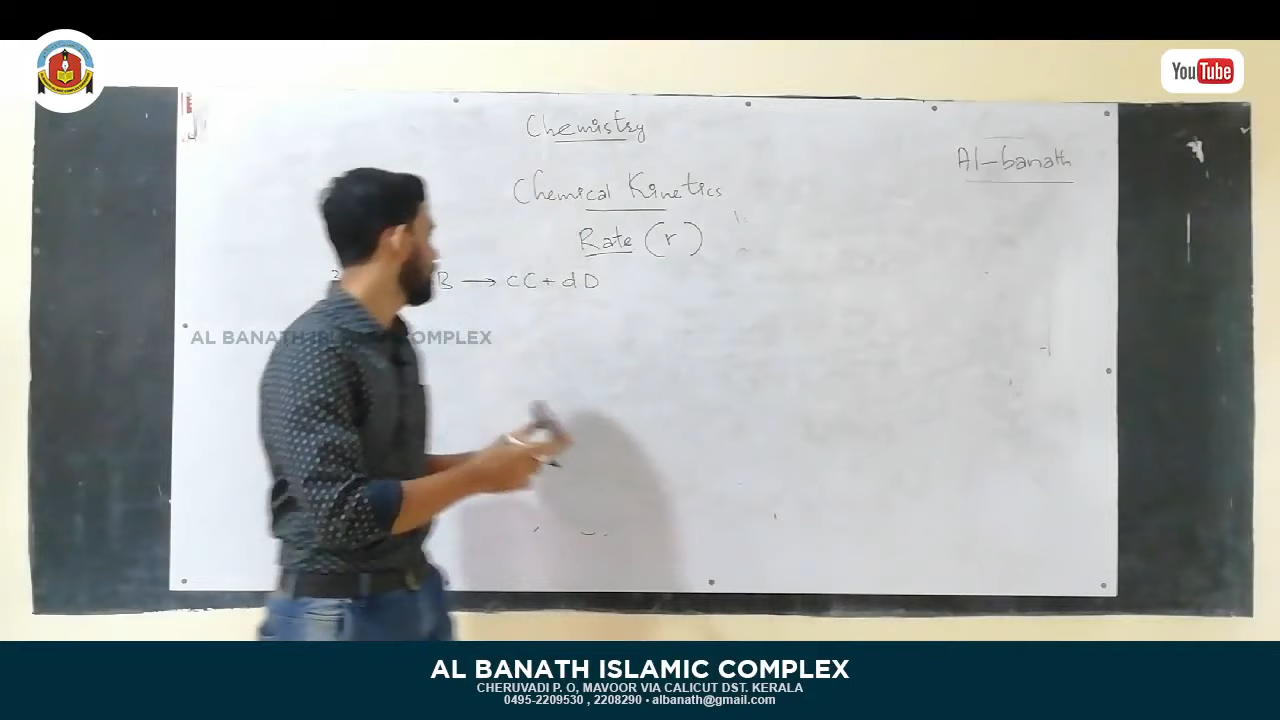 YouTube
Chemistry
Al-banath
Chemical Kinetics
Rate (r)
B → cC + dD
AL BANATH ISLAMIC COMPLEX
AL BANATH ISLAMIC COMPLEX
CHERUVADI P. O, MAVOOR VIA CALICUT DST. KERALA
0495-2209530 , 2208290 • albanath@gmail.com